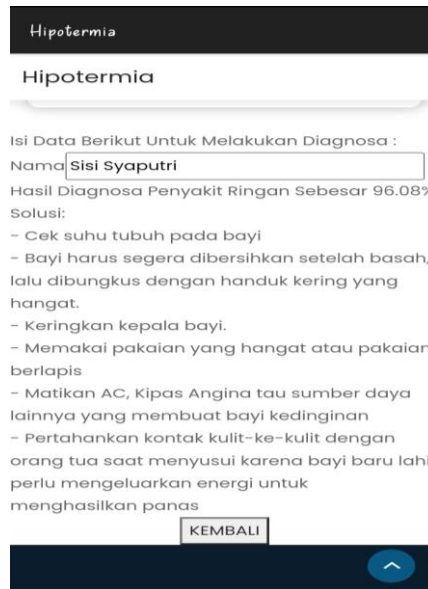 Hipotermia
Hipotermia
Isi Data Berikut Untuk Melakukan Diagnosa :
Nama Sisi Syaputri
Hasil Diagnosa Penyakit Ringan Sebesar 96.08%
Solusi:
- Cek suhu tubuh pada bayi
- Bayi harus segera dibersihkan setelah basah,
lalu dibungkus dengan handuk kering yang
hangat.
- Keringkan kepala bayi.
- Memakai pakaian yang hangat atau pakaian
berlapis
- Matikan AC, Kipas Angina tau sumber daya
lainnya yang membuat bayi kedinginan
- Pertahankan kontak kulit-ke-kulit dengan
orang tua saat menyusui karena bayi baru lahi
perlu mengeluarkan energi untuk
menghasilkan panas
KEMBALI